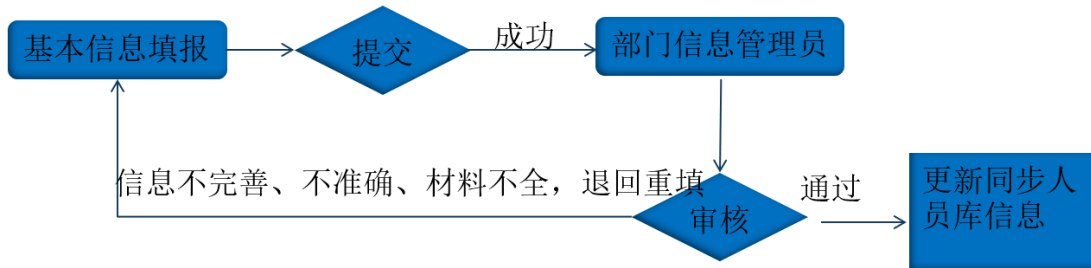 基本信息填报
提交
成功
部门信息管理员
信息不完善、不准确、材料不全，退回重填
审核
通过
更新同步人
员库信息